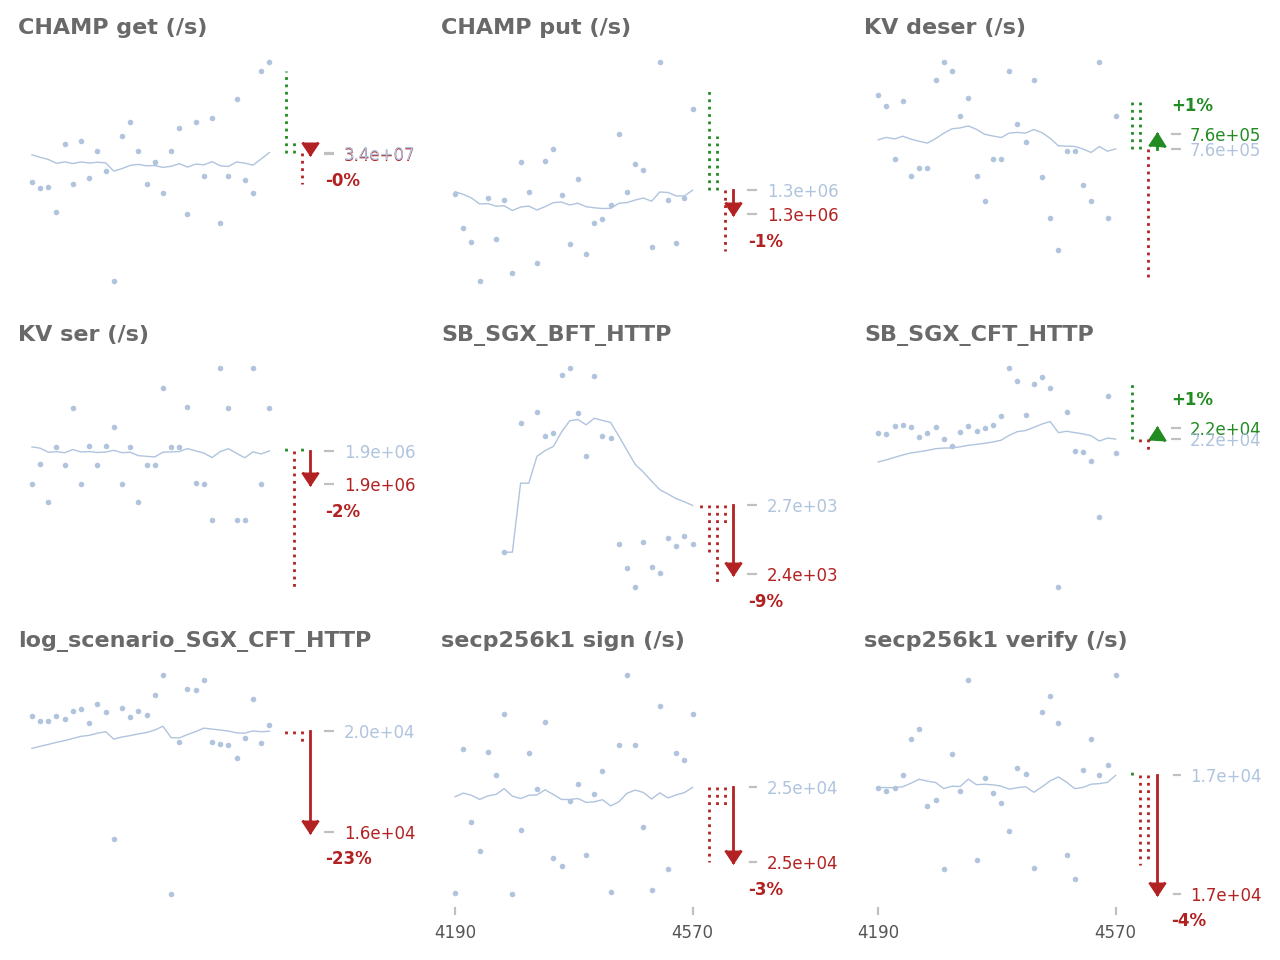 CHAMP get (/s)
3.4e+07
-0%
CHAMP put (/s)
1.3e+06
1.3e+06
-1%
KV deser (/s)
+1%
7.6e+05
7.6e+05
KV ser (/s)
1.9e+06
1.9e+06
-2%
SB_SGX_BFT_HTTP
2.7e+03
2.4e+03
-9%
SB_SGX_CFT_HTTP
+1%
2.2e+04
2.2e+04
log_scenario_SGX_CFT_HTTP
2.0e+04
1.6e+04
-23%
secp256k1 sign (/s)
2.5e+04
2.5e+04
-3%
4190
4570
secp256k1 verify (/s)
1.7e+04
1.7e+04
-4%
4190
4570